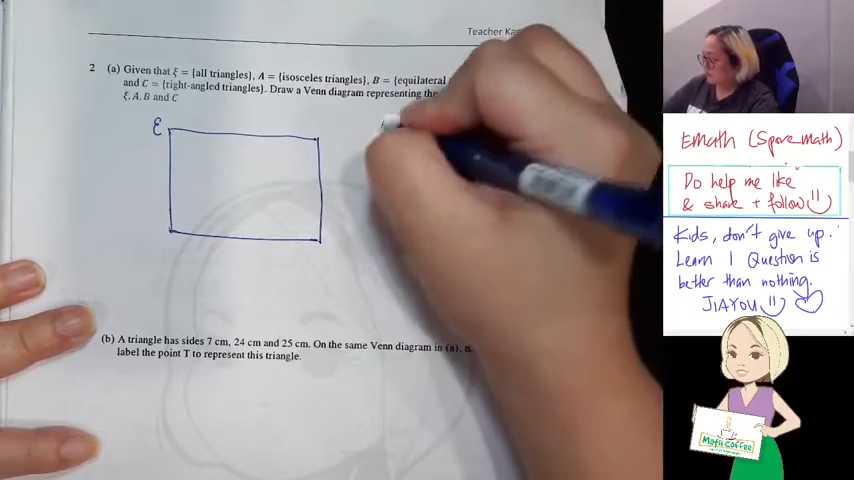 Teacher Ka
2 (a) Given that ξ = {all triangles}, A = {isosceles triangles}, B = {equilateral
and C = {right-angled triangles}. Draw a Venn diagram representing the
ξ, A, B and C
ξ
(b) A triangle has sides 7 cm, 24 cm and 25 cm. On the same Venn diagram in (a),
label the point T to represent this triangle.
EMath (Spore Math)
Do help me like
& share + follow
Kids, don't give up.
Learn 1 Question is
better than nothing.
JIAYOU
Math Coffee